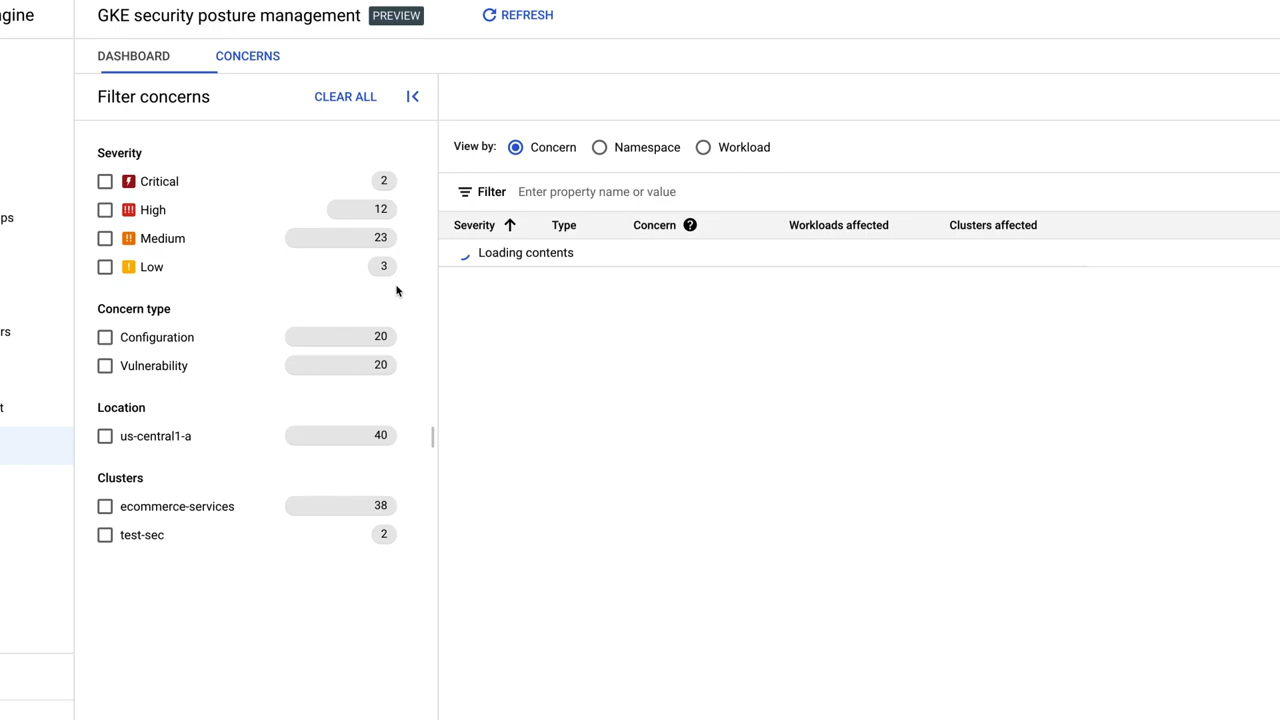 ngine
GKE security posture management PREVIEW REFRESH
DASHBOARD CONCERNS
Filter concerns CLEAR ALL
Severity
Critical 2
High 12
Medium 23
Low 3
Concern type
Configuration 20
Vulnerability 20
Location
us-central1-a 40
Clusters
ecommerce-services 38
test-sec 2
ps
rs
t
View by: Concern Namespace Workload
Filter Enter property name or value
Severity Type Concern Workloads affected Clusters affected
Loading contents